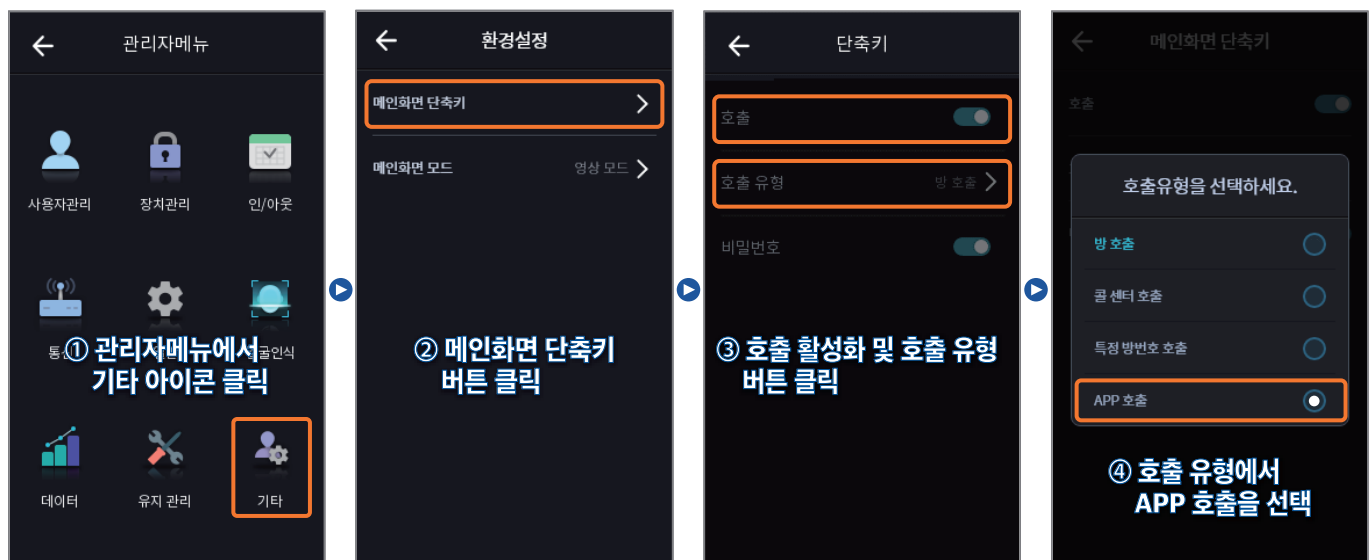 관리자메뉴
사용자관리
장치관리
인/아웃
① 관리자메뉴에서
기타 아이콘 클릭
데이터
유지 관리
기타
환경설정
메인화면 단축키
메인화면 모드
영상 모드
② 메인화면 단축키
버튼 클릭
단축키
호출
호출 유형
방 호출
비밀번호
③ 호출 활성화 및 호출 유형
버튼 클릭
메인화면 단축키
호출
호출유형을 선택하세요.
방 호출
콜 센터 호출
특정 방번호 호출
APP 호출
④ 호출 유형에서
APP 호출을 선택